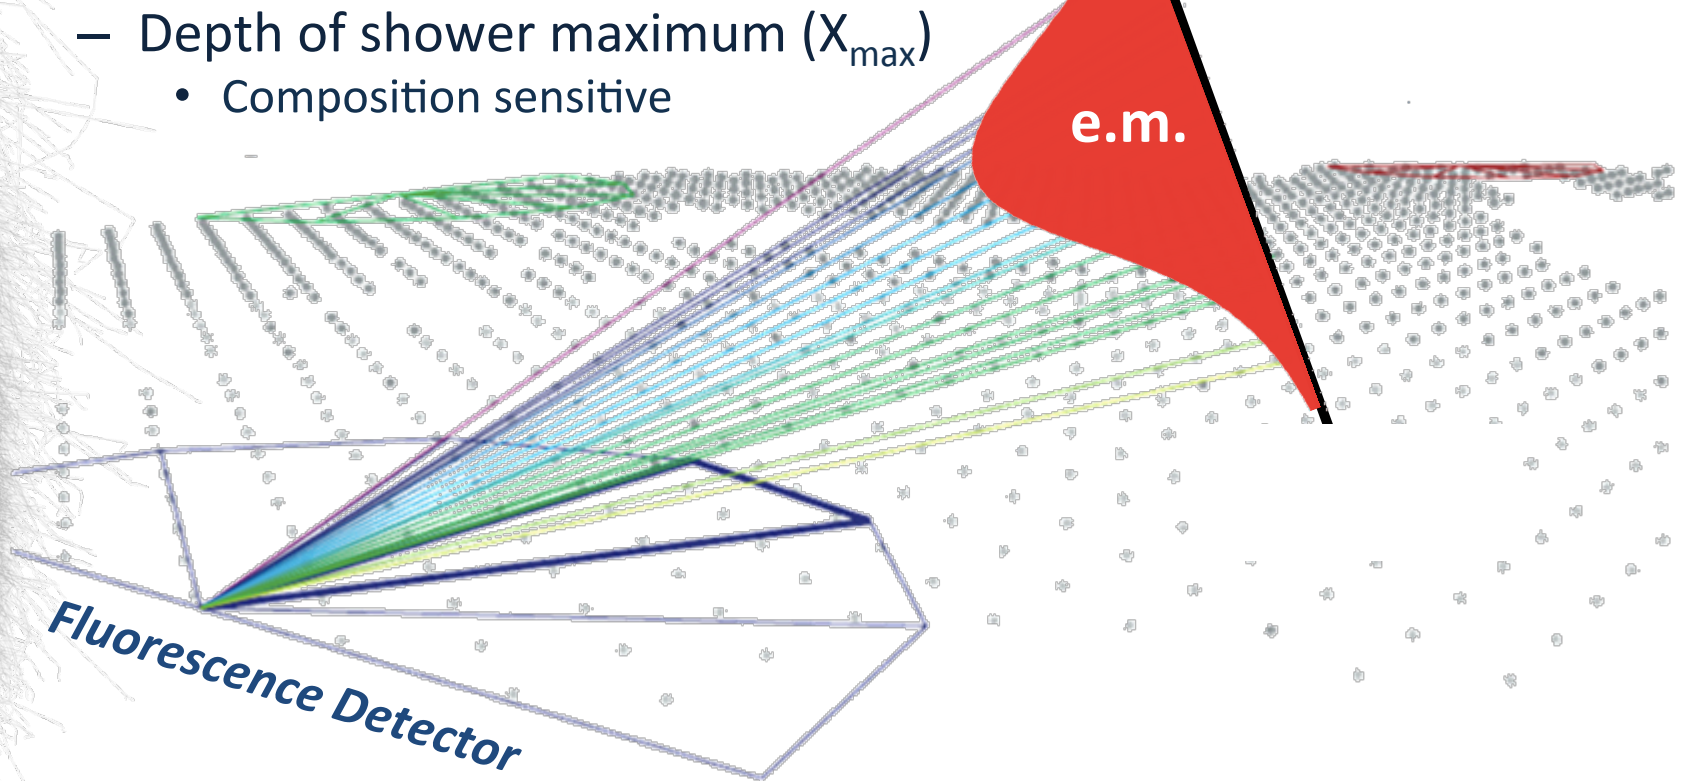 – Depth of shower maximum (Xmax)
• Composition sensitive
e.m.
Fluorescence Detector